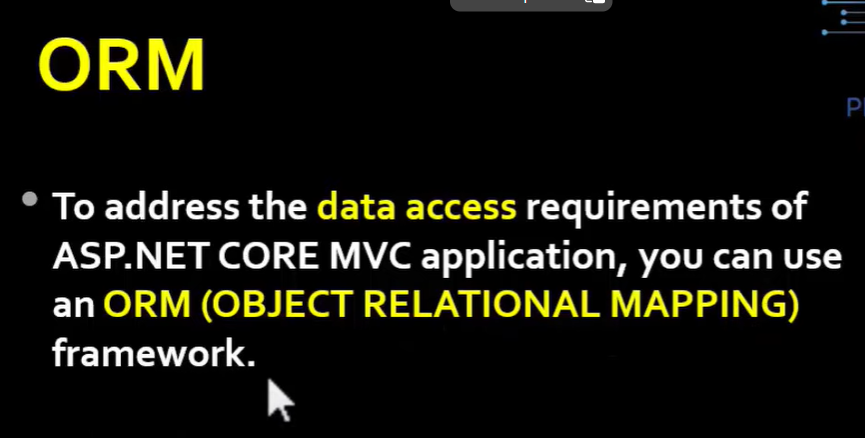 ORM
• To address the data access requirements of
ASP.NET CORE MVC application, you can use
an ORM (OBJECT RELATIONAL MAPPING)
framework.